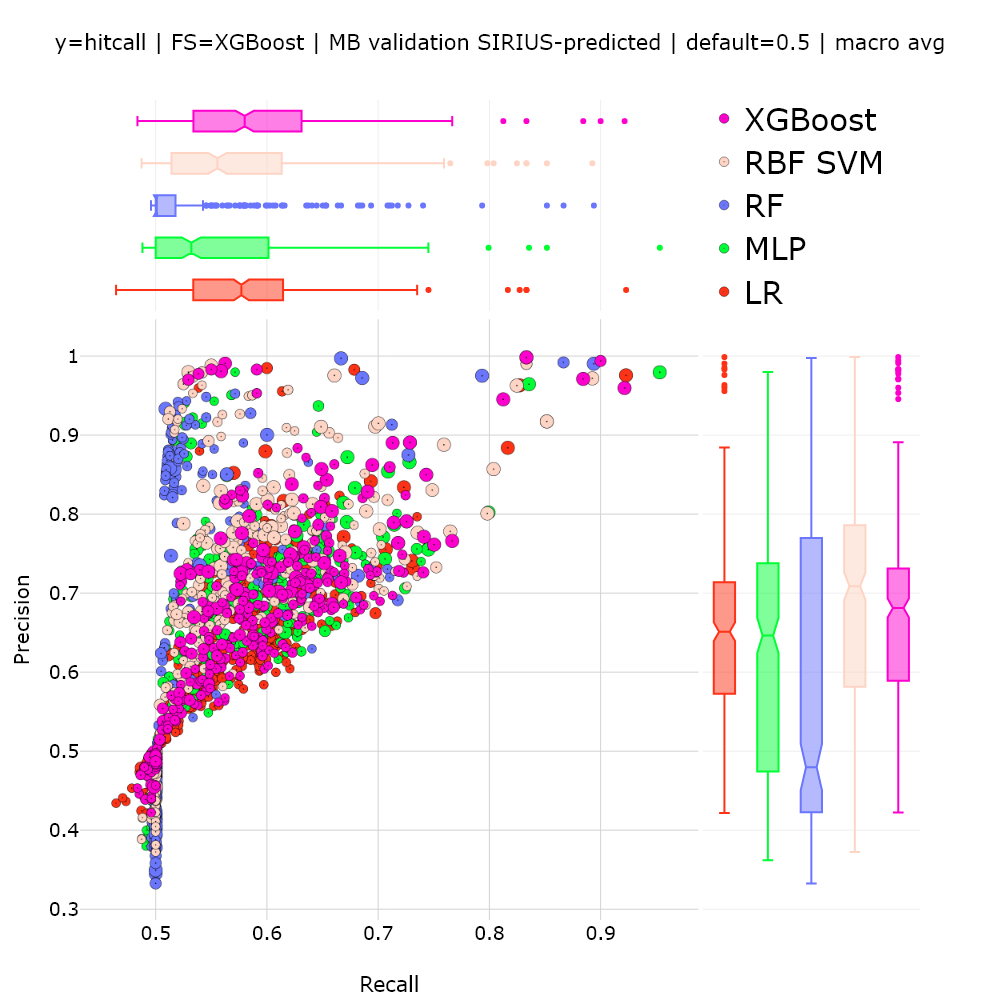 y=hitcall | FS=XGBoost | MB validation SIRIUS-predicted | default=0.5 | macro avg
XGBoost
RBF SVM
RF
MLP
LR
1
0.9
0.8
0.7
0.6
0.5
0.4
0.3
Precision
0.5 0.6 0.7 0.8 0.9
Recall